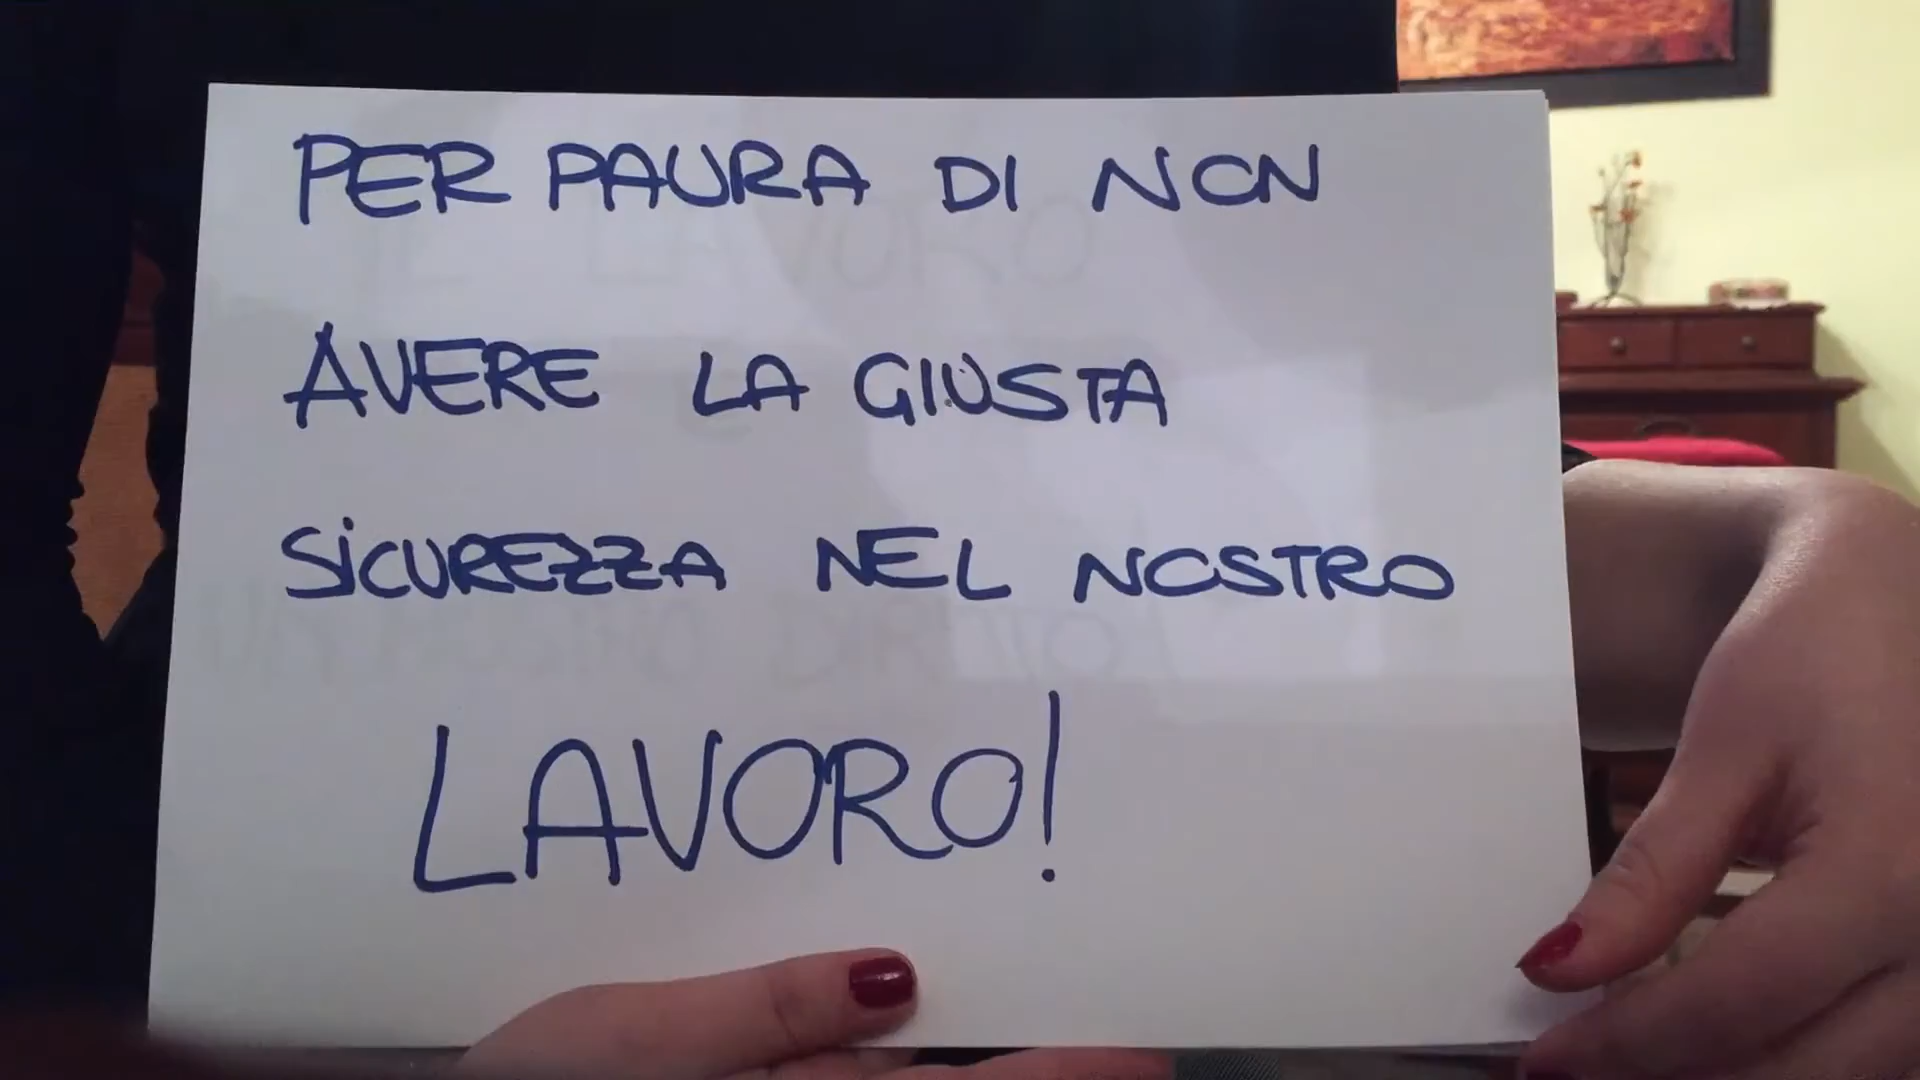 PER PAURA DI NON
AVERE LA GIUSTA
SiCUREZZA NEL NOSTRO
LAVORO!